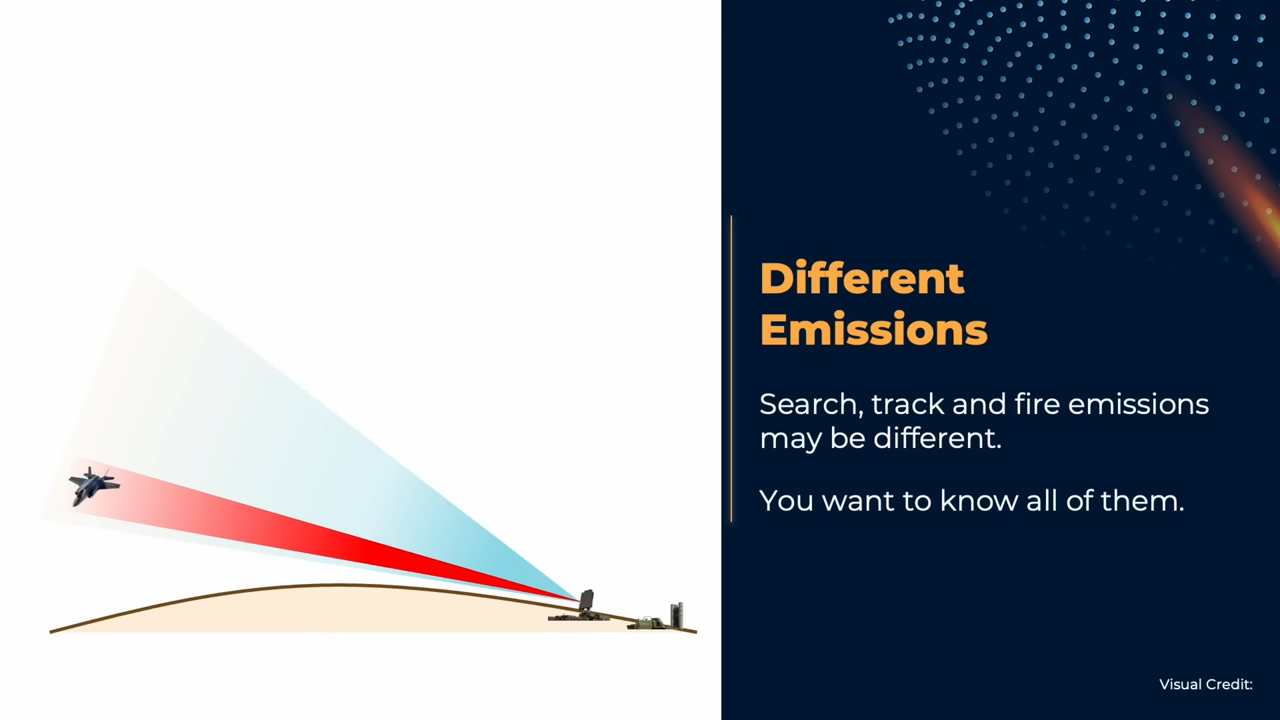 Different
Emissions
Search, track and fire emissions
may be different.
You want to know all of them.
Visual Credit: